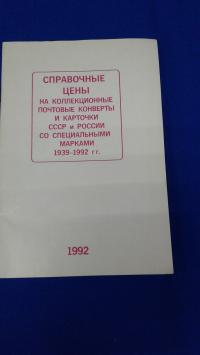 СПРАВОЧНЫЕ
ЦЕНЫ
НА КОЛЛЕКЦИОННЫЕ
ПОЧТОВЫЕ КОНВЕРТЫ
И КАРТОЧКИ
СССР и РОССИИ
СО СПЕЦИАЛЬНЫМИ
МАРКАМИ
1939-1992 гг.
1992